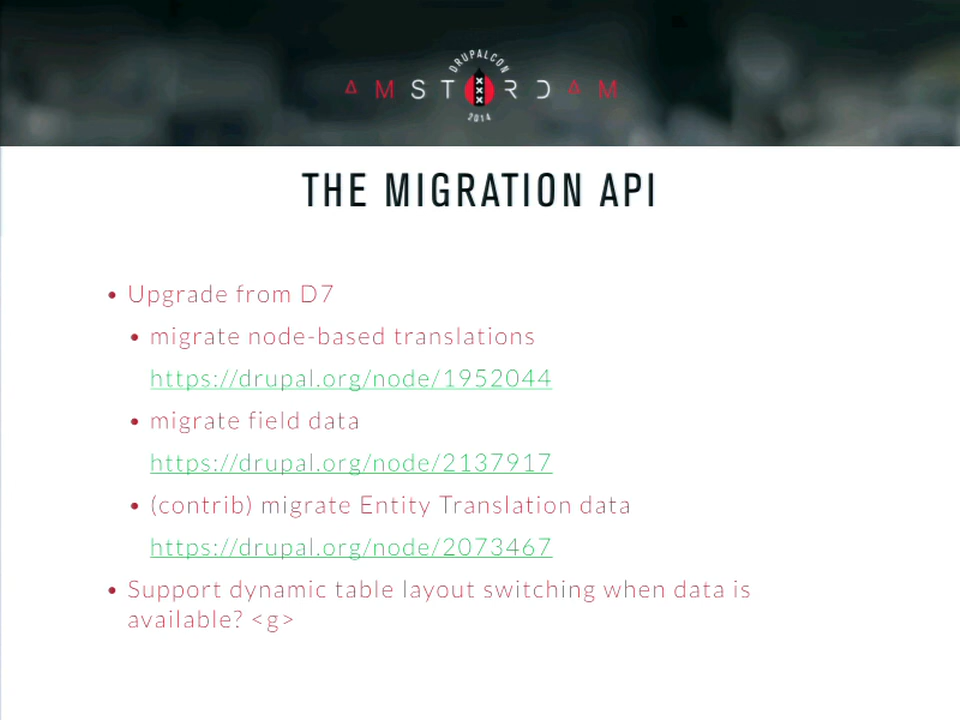 DRUPALCON
AMSTERDAM
2014
THE MIGRATION API
• Upgrade from D7
• migrate node-based translations
https://drupal.org/node/1952044
• migrate field data
https://drupal.org/node/2137917
• (contrib) migrate Entity Translation data
https://drupal.org/node/2073467
• Support dynamic table layout switching when data is
available? <g>